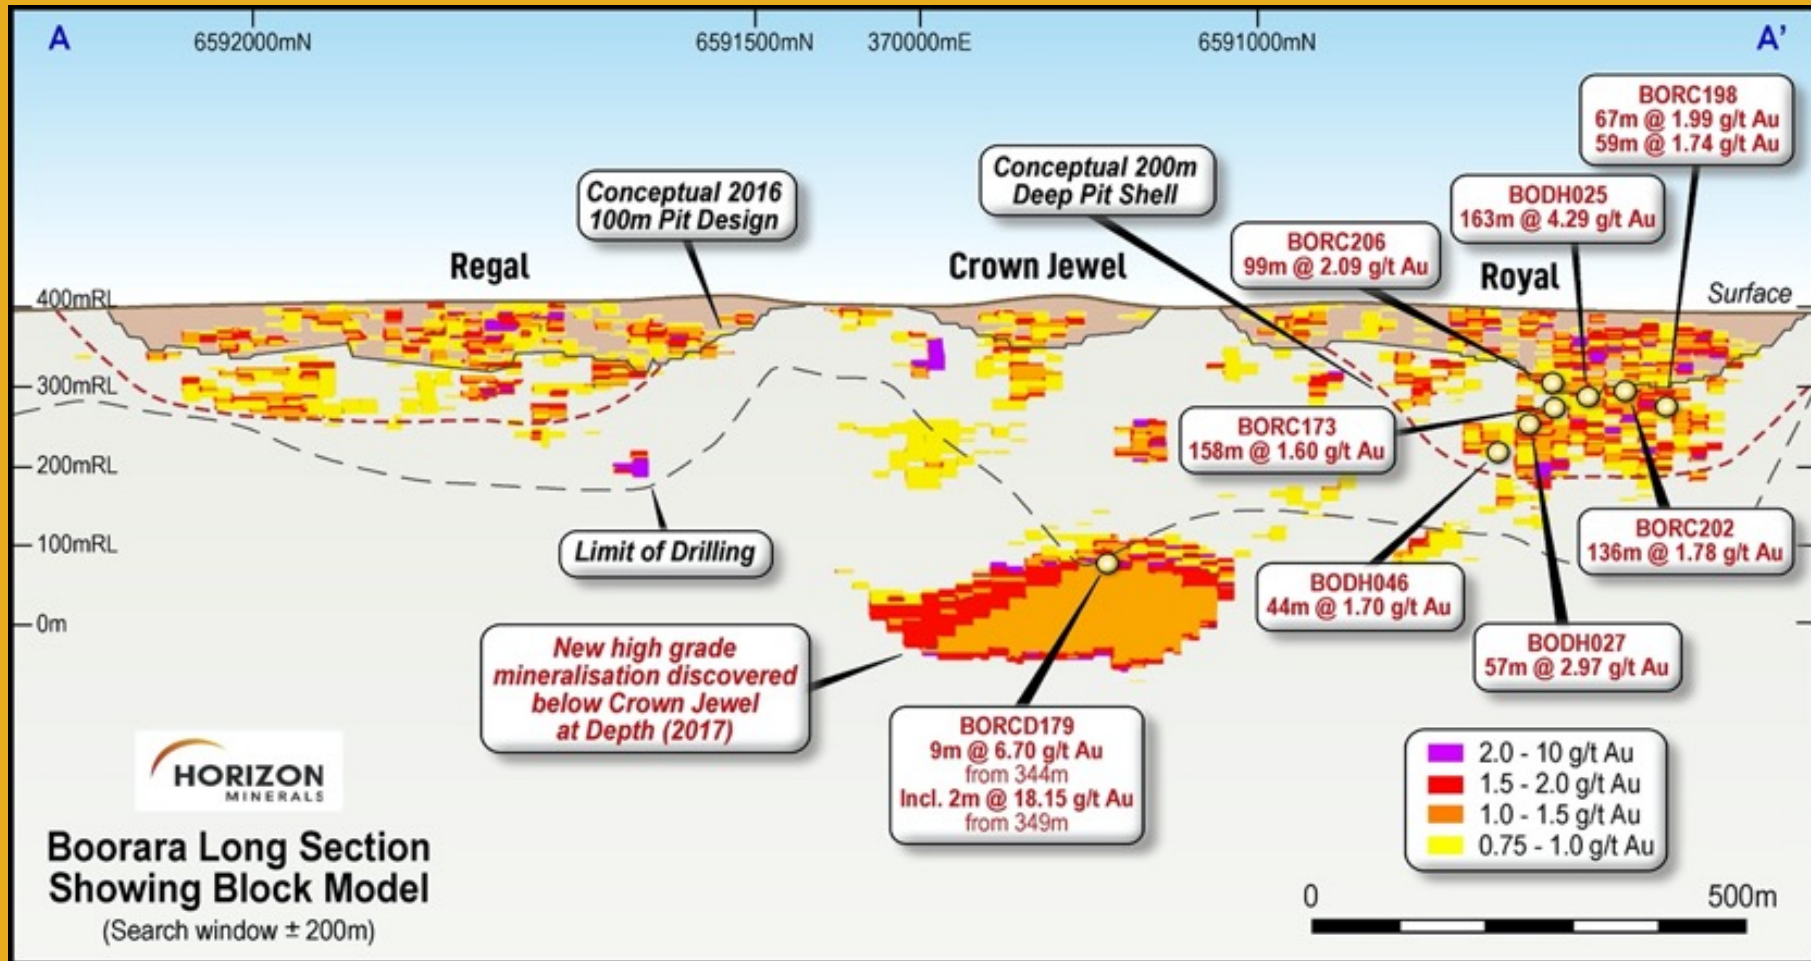 A
6592000mN
6591500mN
370000mE
6591000mN
A'
BORC198
67m @ 1.99 g/t Au
59m @ 1.74 g/t Au
Conceptual 200m
Deep Pit Shell
Conceptual 2016
100m Pit Design
BODH025
163m @ 4.29 g/t Au
BORC206
99m @ 2.09 g/t Au
Regal
Crown Jewel
Royal
Surface
400mRL
300mRL
200mRL
100mRL
0m
BORC173
158m @ 1.60 g/t Au
Limit of Drilling
BORC202
136m @ 1.78 g/t Au
BODH046
44m @ 1.70 g/t Au
BODH027
57m @ 2.97 g/t Au
New high grade
mineralisation discovered
below Crown Jewel
at Depth (2017)
BORCD179
9m @ 6.70 g/t Au
from 344m
Incl. 2m @ 18.15 g/t Au
from 349m
2.0 - 10 g/t Au
1.5 - 2.0 g/t Au
1.0 - 1.5 g/t Au
0.75 - 1.0 g/t Au
HORIZON
MINERALS
Boorara Long Section
Showing Block Model
(Search window ± 200m)
0
500m